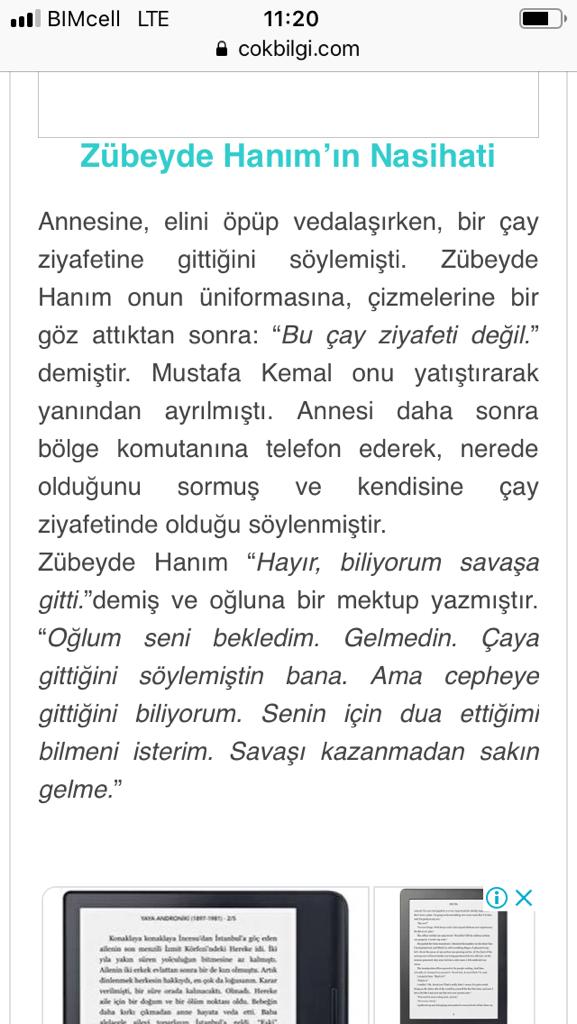 BIMcell LTE 11:20
cokbilgi.com
Zübeyde Hanım’ın Nasihati
Annesine, elini öpüp vedalaşırken, bir çay
ziyafetine gittiğini söylemişti. Zübeyde
Hanım onun üniformasına, çizmelerine bir
göz attıktan sonra: “Bu çay ziyafeti değil.”
demiştir. Mustafa Kemal onu yatıştırarak
yanından ayrılmıştı. Annesi daha sonra
bölge komutanına telefon ederek, nerede
olduğunu sormuş ve kendisine çay
ziyafetinde olduğu söylenmiştir.
Zübeyde Hanım “Hayır, biliyorum savaşa
gitti.”demiş ve oğluna bir mektup yazmıştır.
“Oğlum seni bekledim. Gelmedin. Çaya
gittiğini söylemiştin bana. Ama cepheye
gittiğini biliyorum. Senin için dua ettiğimi
bilmeni isterim. Savaşı kazanmadan sakın
gelme.”
YAYA ANDRONİKİ (1897-1981) - 2/5
Konaklaya konaklaya İncesu'dan İstanbul'a göç eden
ailenin son menzili İzmit Körfezi'ndeki Hereke idi. İki
yıla yakın süren yolculuğun bitmesine az kalmıştı.
Ailenin iki erkek evlattan sonra bir de kızı olmuştu. Artık
dinlenmek herkesin hakkıydı, en çok da loğusanın. Karar
verilmişti, bir süre orada kalınacaktı. Olmadı. Hereke
aile için bir doğum ve bir ölüm noktası oldu. Bebeğin
daha kırkı çıkmadan anne hayata veda etti. Baba